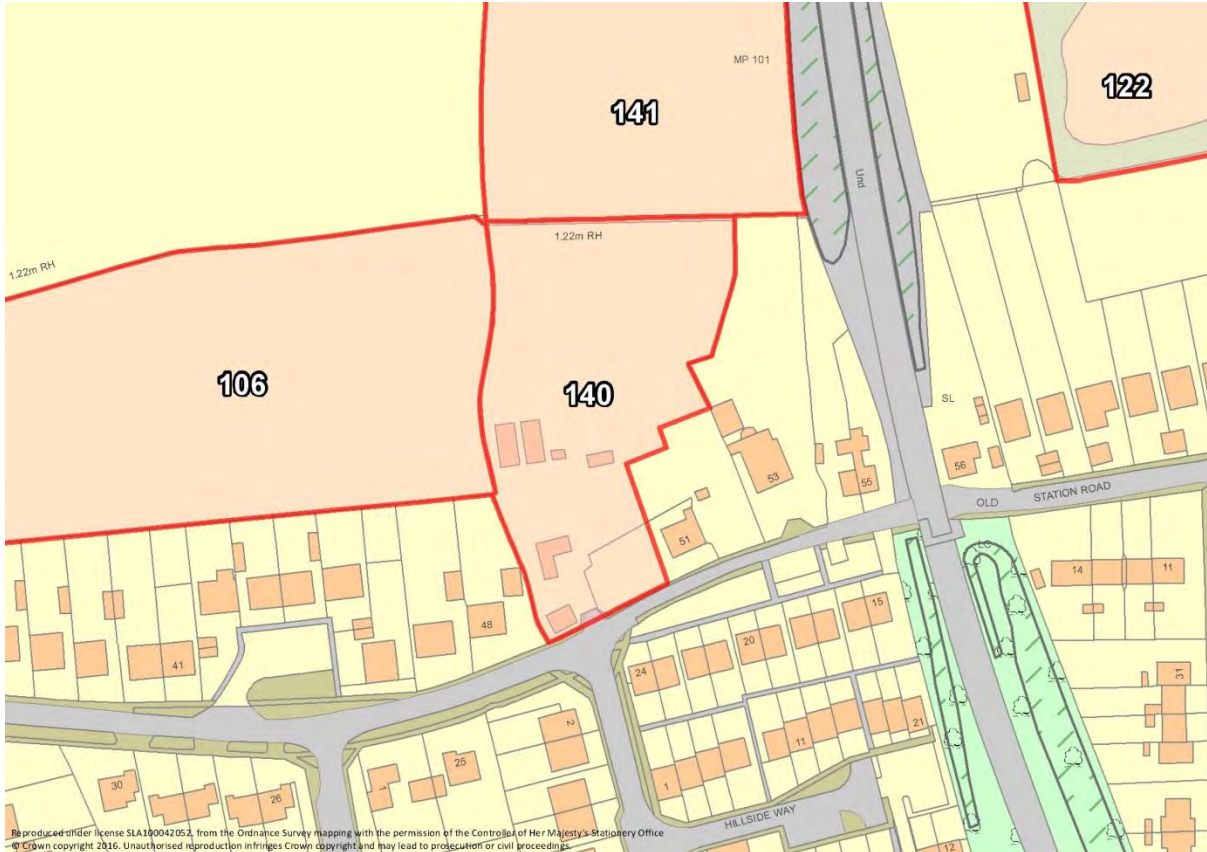 MP 101
141
122
Und
1.22m RH
1.22m RH
106
140
SL
53
55
56
OLD
STATION ROAD
51
LC
14
11
15
20
24
48
41
31
2
21
11
25
1
1
30
26
HILLSIDE WAY
12
Reproduced under license SLA100042052, from the Ordnance Survey mapping with the permission of the Controller of Her Majesty's Stationery Office
© Crown copyright 2016. Unauthorised reproduction infringes Crown copyright and may lead to prosecution or civil proceedings.